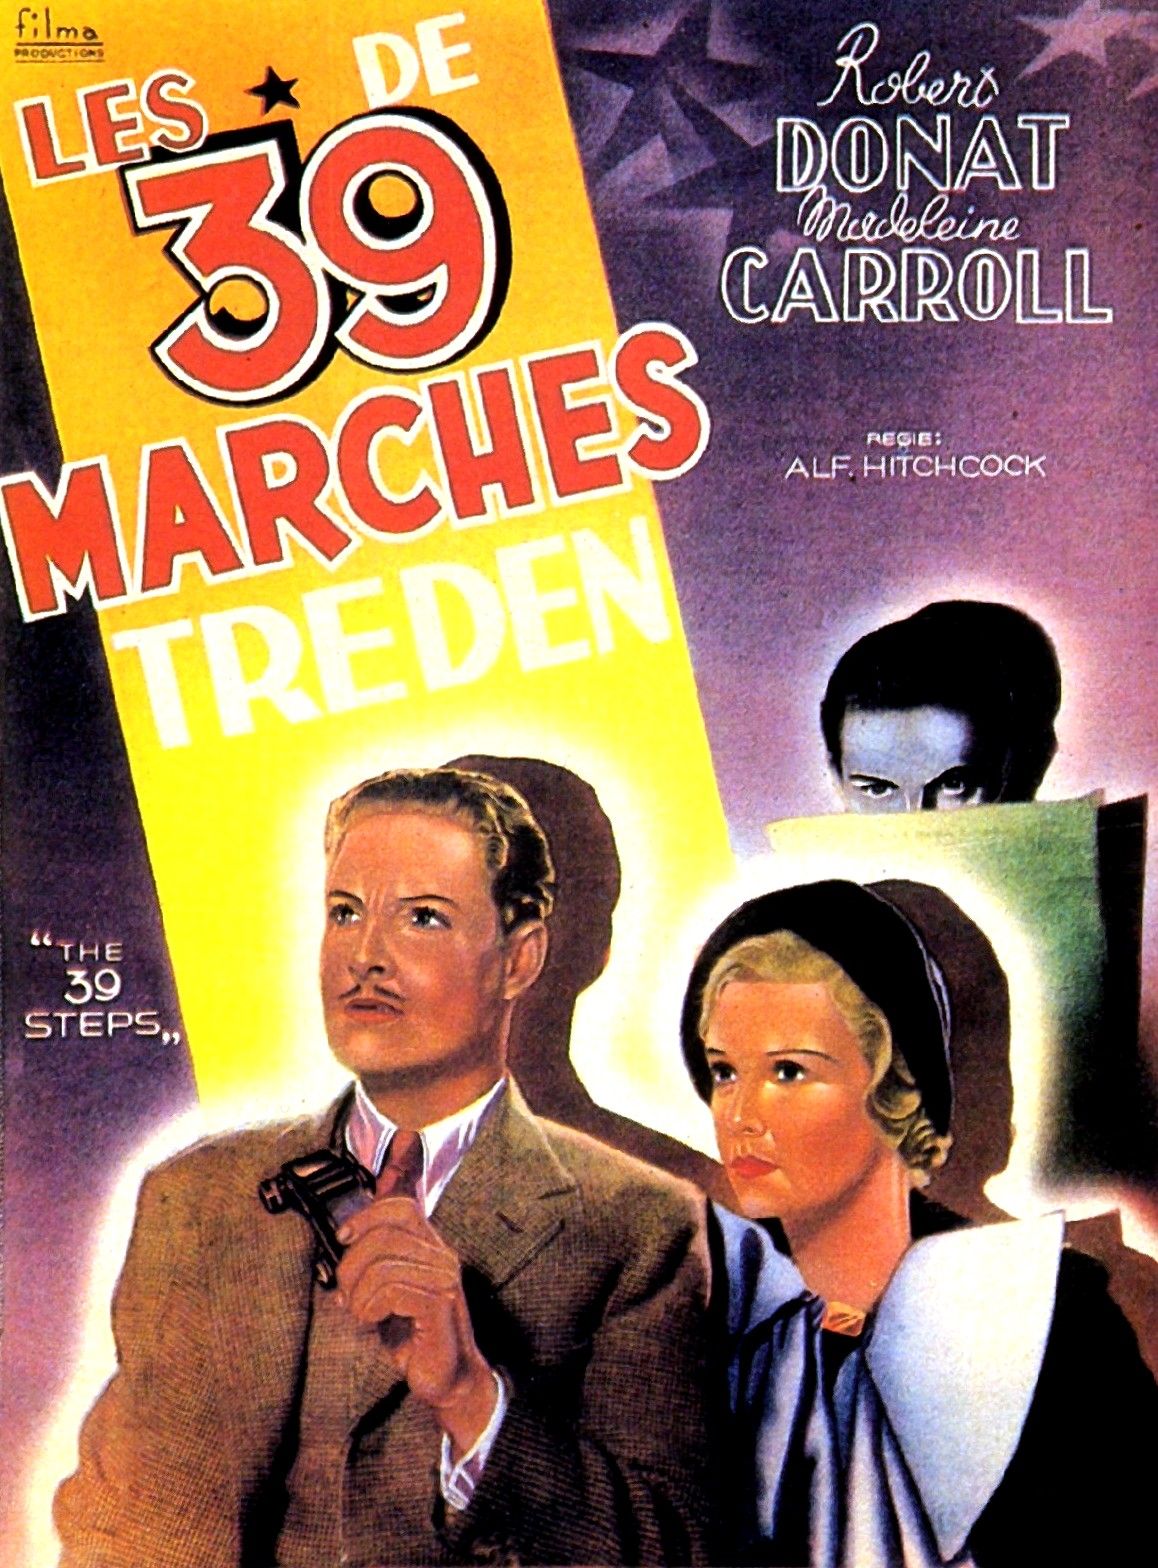 filma
PRODUCTIONS
LES DE
39
MARCHES
TREDEN
Robert
DONAT
Madeleine
CARROLL
REGIE:
ALF. HITCHCOCK
“THE
39
STEPS„